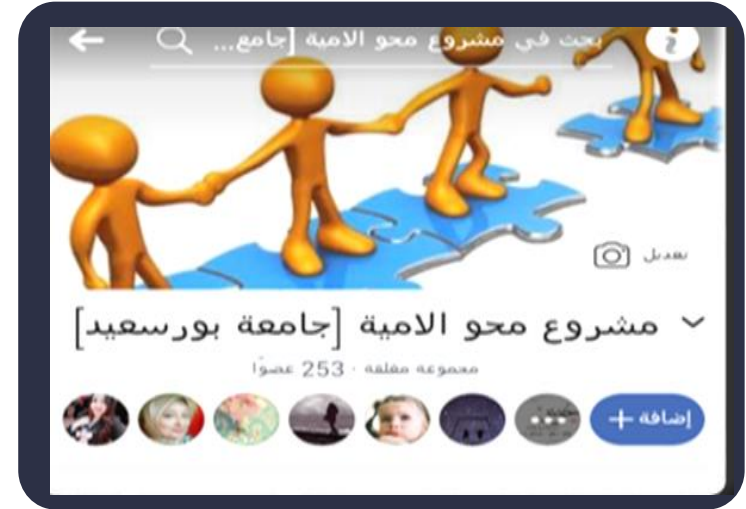 بحث في مشروع محو الامية [جامع...
تعديل
مشروع محو الامية [جامعة بورسعيد]
مجموعة مغلقة · 253 عضوًا
إضافة +